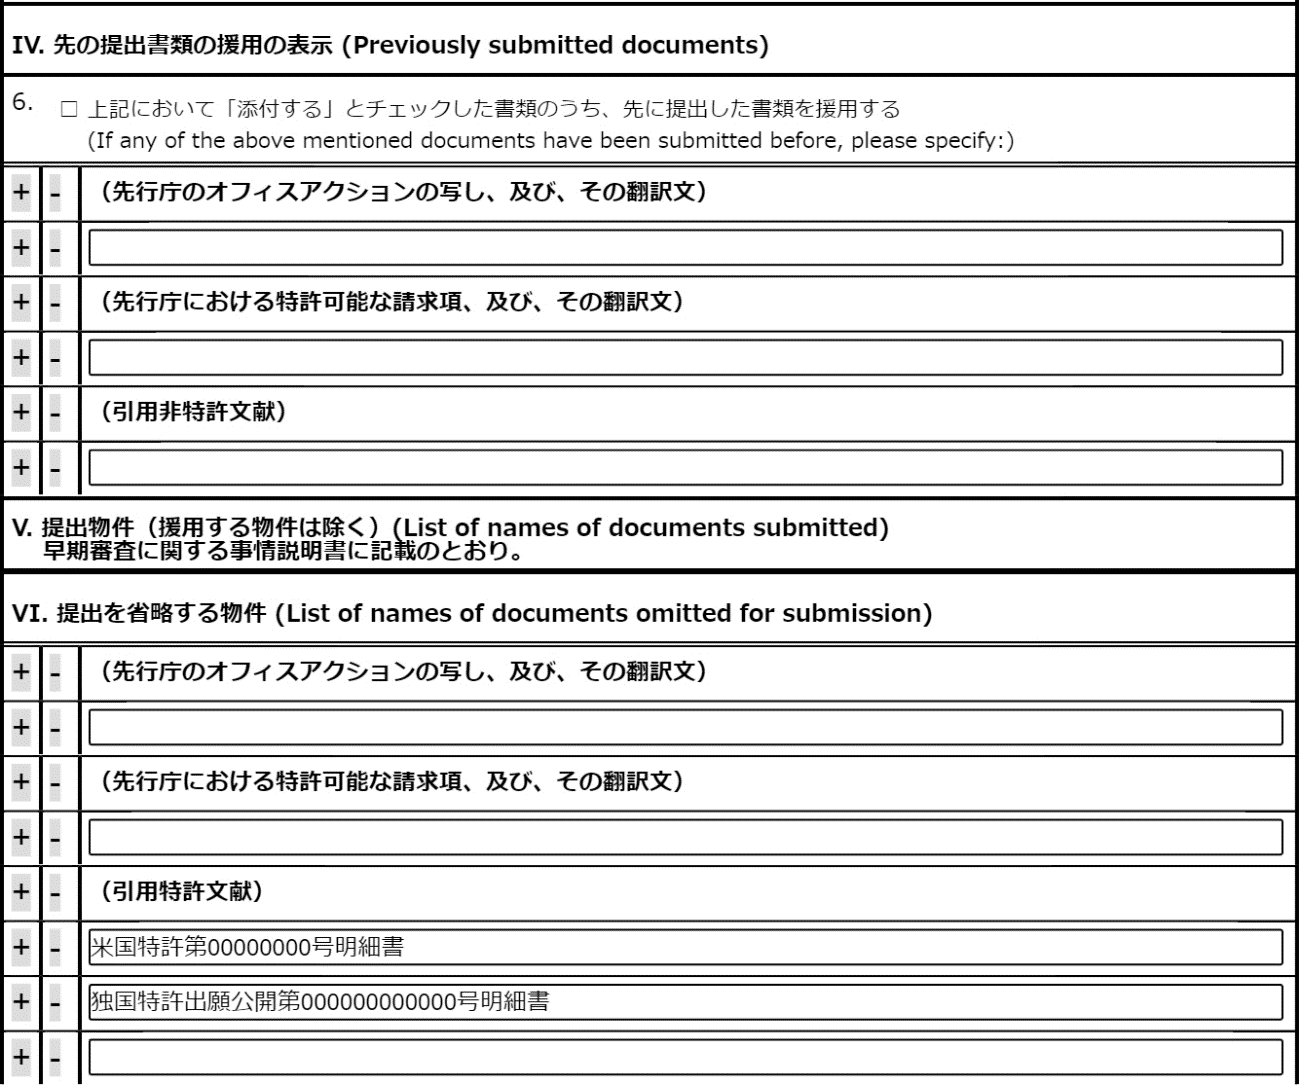 IV. 先の提出書類の援用の表示 (Previously submitted documents)
6. □ 上記において「添付する」とチェックした書類のうち、先に提出した書類を援用する
(If any of the above mentioned documents have been submitted before, please specify:)
+ - （先行庁のオフィスアクションの写し、及び、その翻訳文）
+ -
+ - （先行庁における特許可能な請求項、及び、その翻訳文）
+ -
+ - （引用非特許文献）
+ -
V. 提出物件（援用する物件は除く）(List of names of documents submitted)
早期審査に関する事情説明書に記載のとおり。
VI. 提出を省略する物件 (List of names of documents omitted for submission)
+ - （先行庁のオフィスアクションの写し、及び、その翻訳文）
+ -
+ - （先行庁における特許可能な請求項、及び、その翻訳文）
+ -
+ - （引用特許文献）
+ - 米国特許第00000000号明細書
+ - 独国特許出願公開第000000000000号明細書
+ -